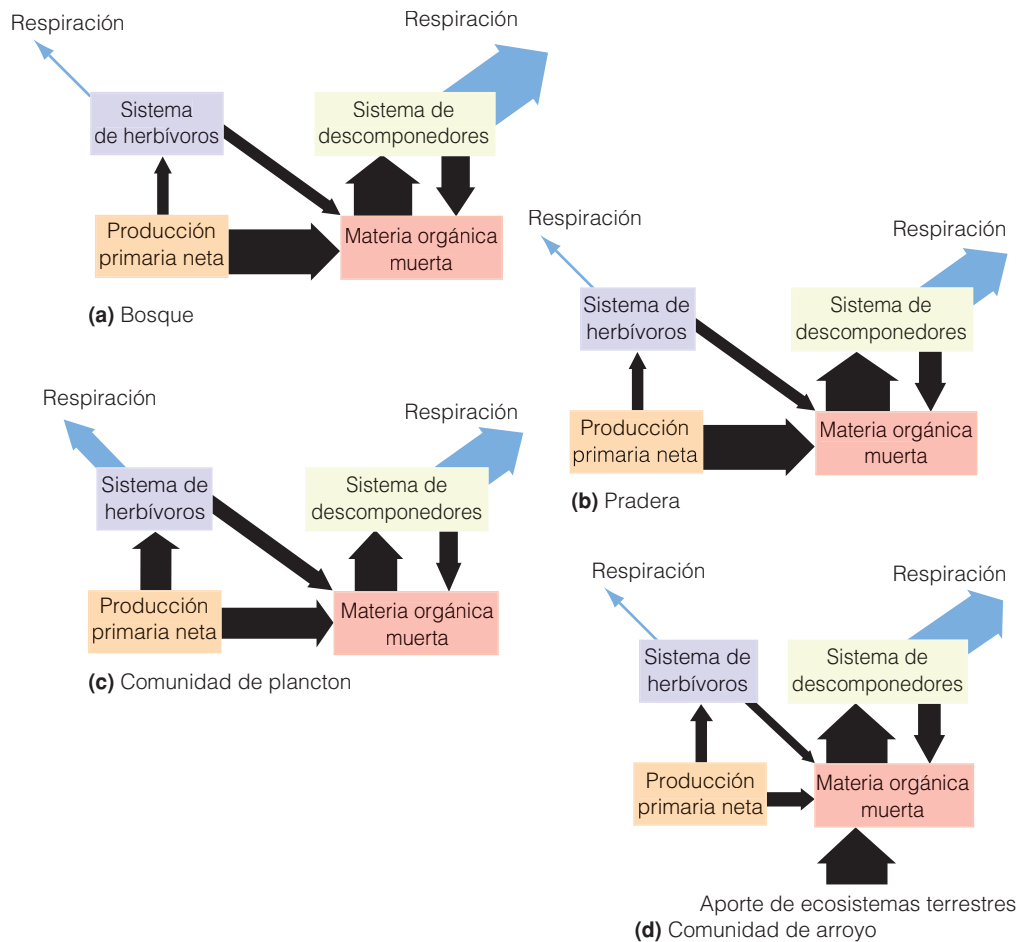 Respiración
Respiración
Sistema
de herbívoros
Sistema de
descomponedores
Producción
primaria neta
Materia orgánica
muerta
(a) Bosque
Respiración
Respiración
Sistema de
herbívoros
Sistema de
descomponedores
Producción
primaria neta
Materia orgánica
muerta
(b) Pradera
Respiración
Respiración
Sistema de
herbívoros
Sistema de
descomponedores
Producción
primaria neta
Materia orgánica
muerta
(c) Comunidad de plancton
Respiración
Respiración
Sistema de
herbívoros
Sistema de
descomponedores
Producción
primaria neta
Materia orgánica
muerta
Aporte de ecosistemas terrestres
(d) Comunidad de arroyo